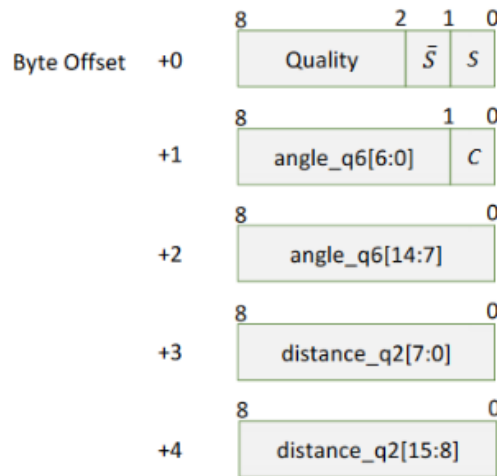 8 2 1 0
Byte Offset +0 Quality S̄ S
8 1 0
+1 angle_q6[6:0] C
8 0
+2 angle_q6[14:7]
8 0
+3 distance_q2[7:0]
8 0
+4 distance_q2[15:8]